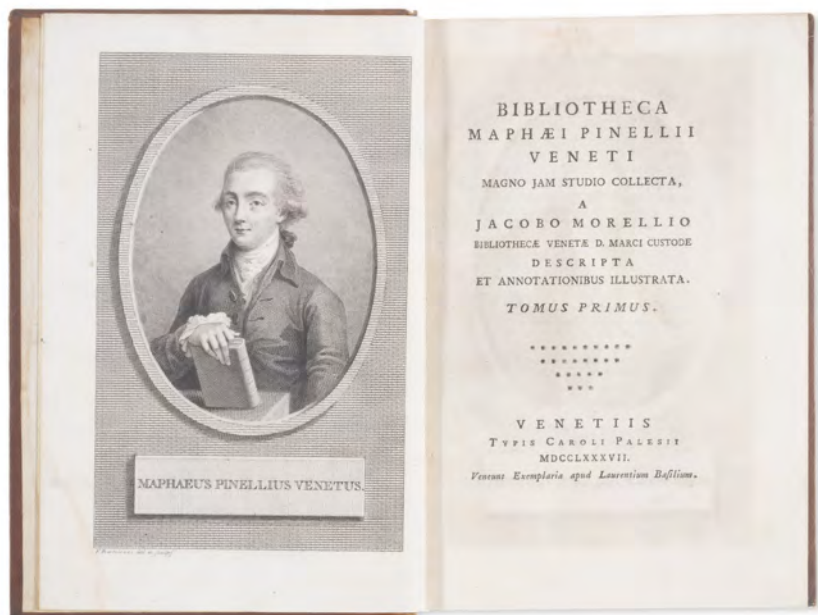 MAPHAEUS PINELLIUS VENETUS.
BIBLIOTHECA
MAPHÆI PINELLII
VENETI
MAGNO JAM STUDIO COLLECTA,
A
JACOBO MORELLIO
BIBLIOTHECÆ VENETÆ D. MARCI CUSTODE
DESCRIPTA
ET ANNOTATIONIBUS ILLUSTRATA.
TOMUS PRIMUS.
VENETIIS
TYPIS CAROLI PALESII
MDCCLXXXVII.
Veneunt Exemplaria apud Laurentium Baſilium.